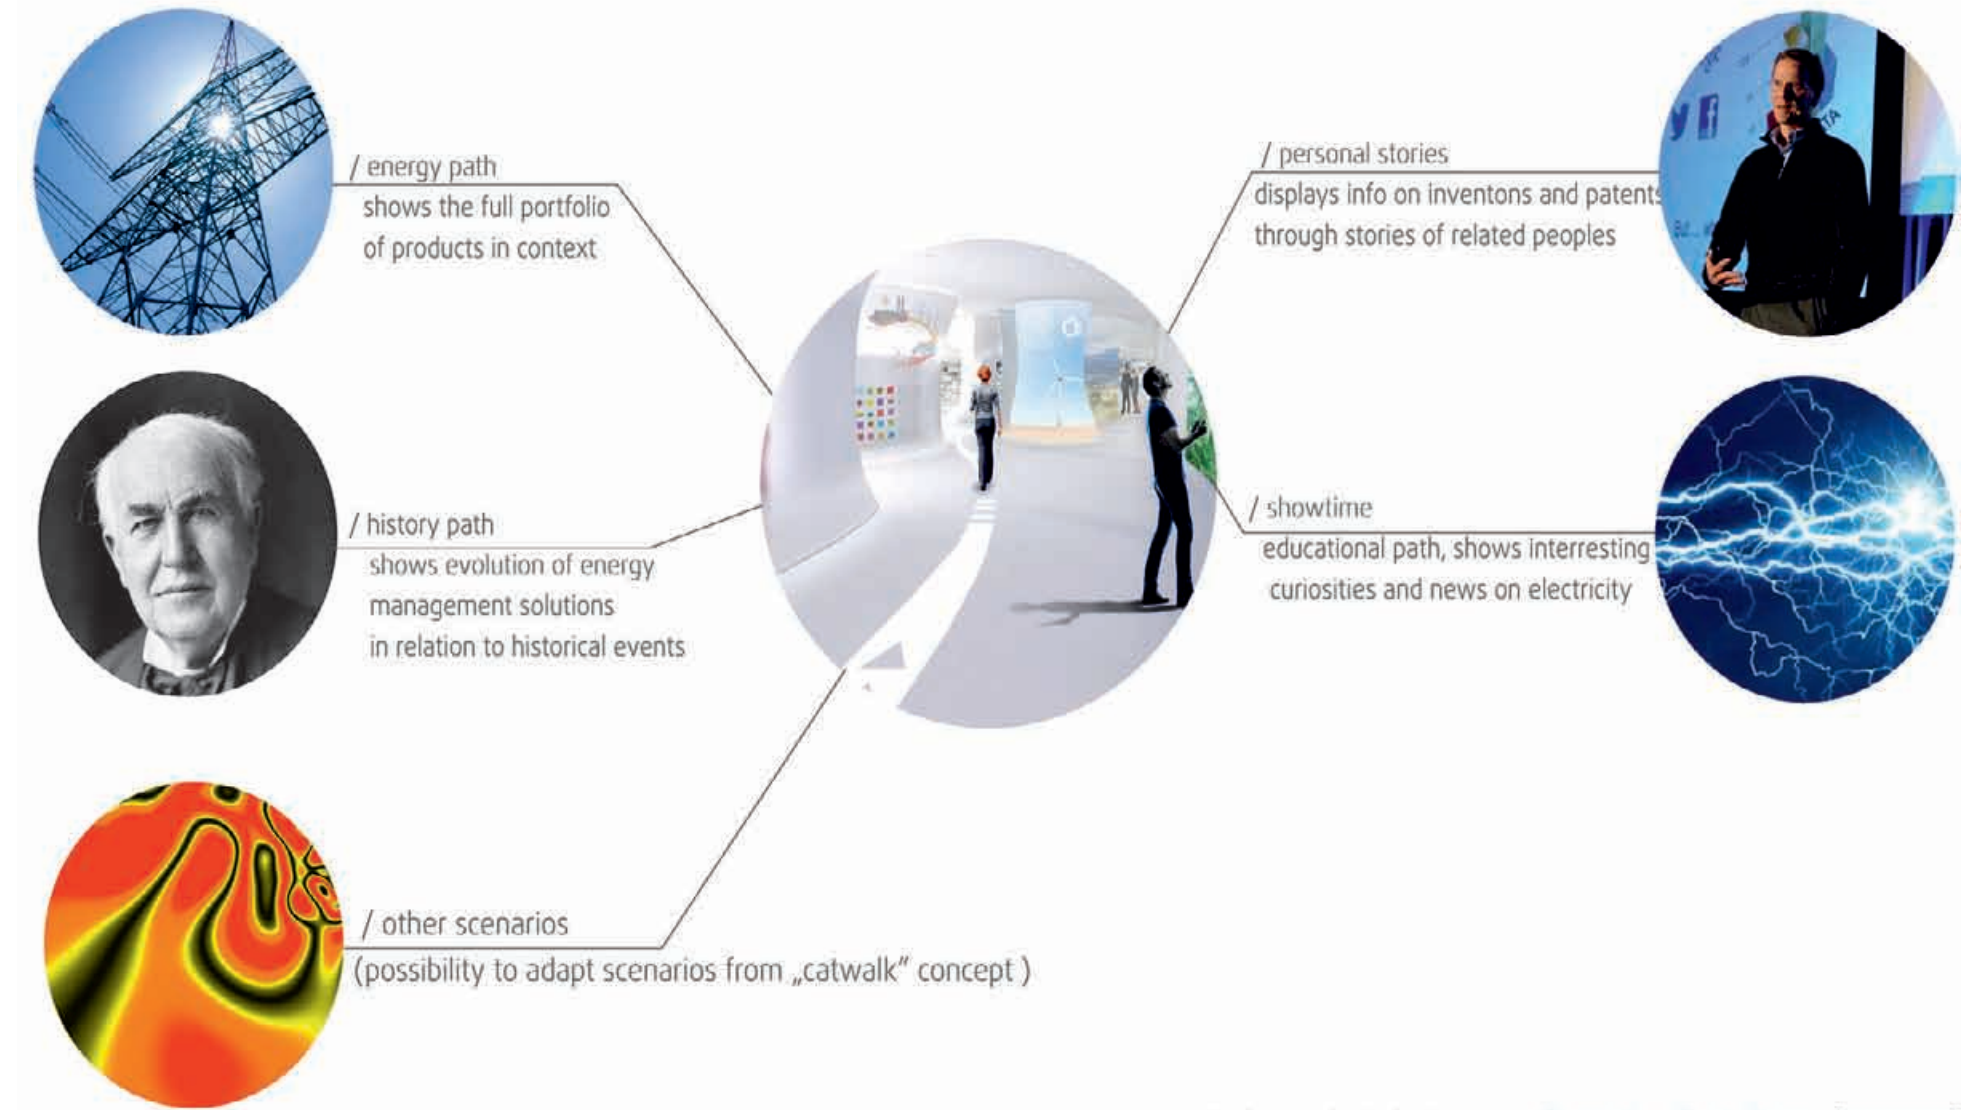 / energy path
shows the full portfolio
of products in context
/ history path
shows evolution of energy
management solutions
in relation to historical events
/ other scenarios
(possibility to adapt scenarios from „catwalk” concept )
/ personal stories
displays info on inventons and patents
through stories of related peoples
/ showtime
educational path, shows interresting
curiosities and news on electricity